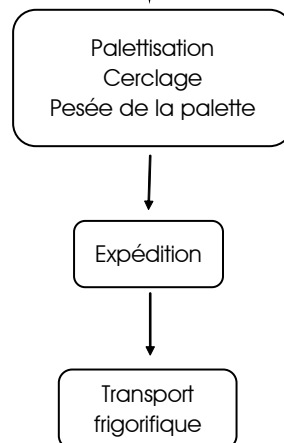 Palettisation
Cerclage
Pesée de la palette
Expédition
Transport
frigorifique